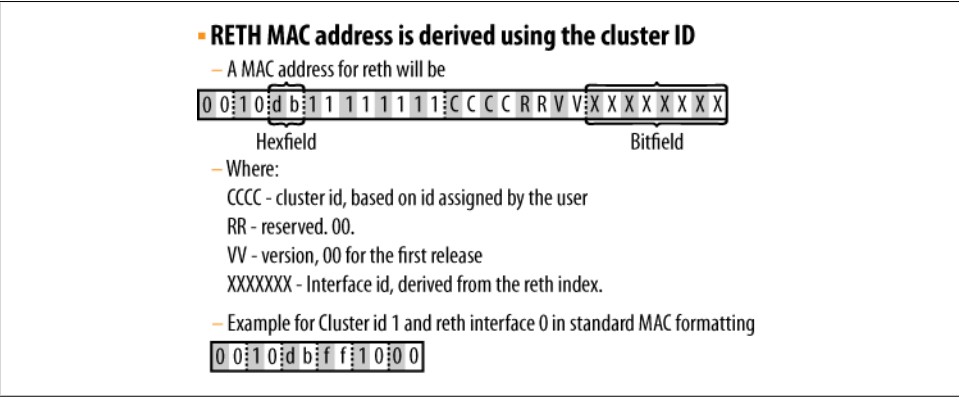 ▪ RETH MAC address is derived using the cluster ID
– A MAC address for reth will be
0 0 1 0 d b 1 1 1 1 1 1 1 1 C C C C R R V V X X X X X X X X
Hexfield Bitfield
– Where:
CCCC - cluster id, based on id assigned by the user
RR - reserved. 00.
VV - version, 00 for the first release
XXXXXXX - Interface id, derived from the reth index.
– Example for Cluster id 1 and reth interface 0 in standard MAC formatting
0 0 1 0 d b f f 1 0 0 0